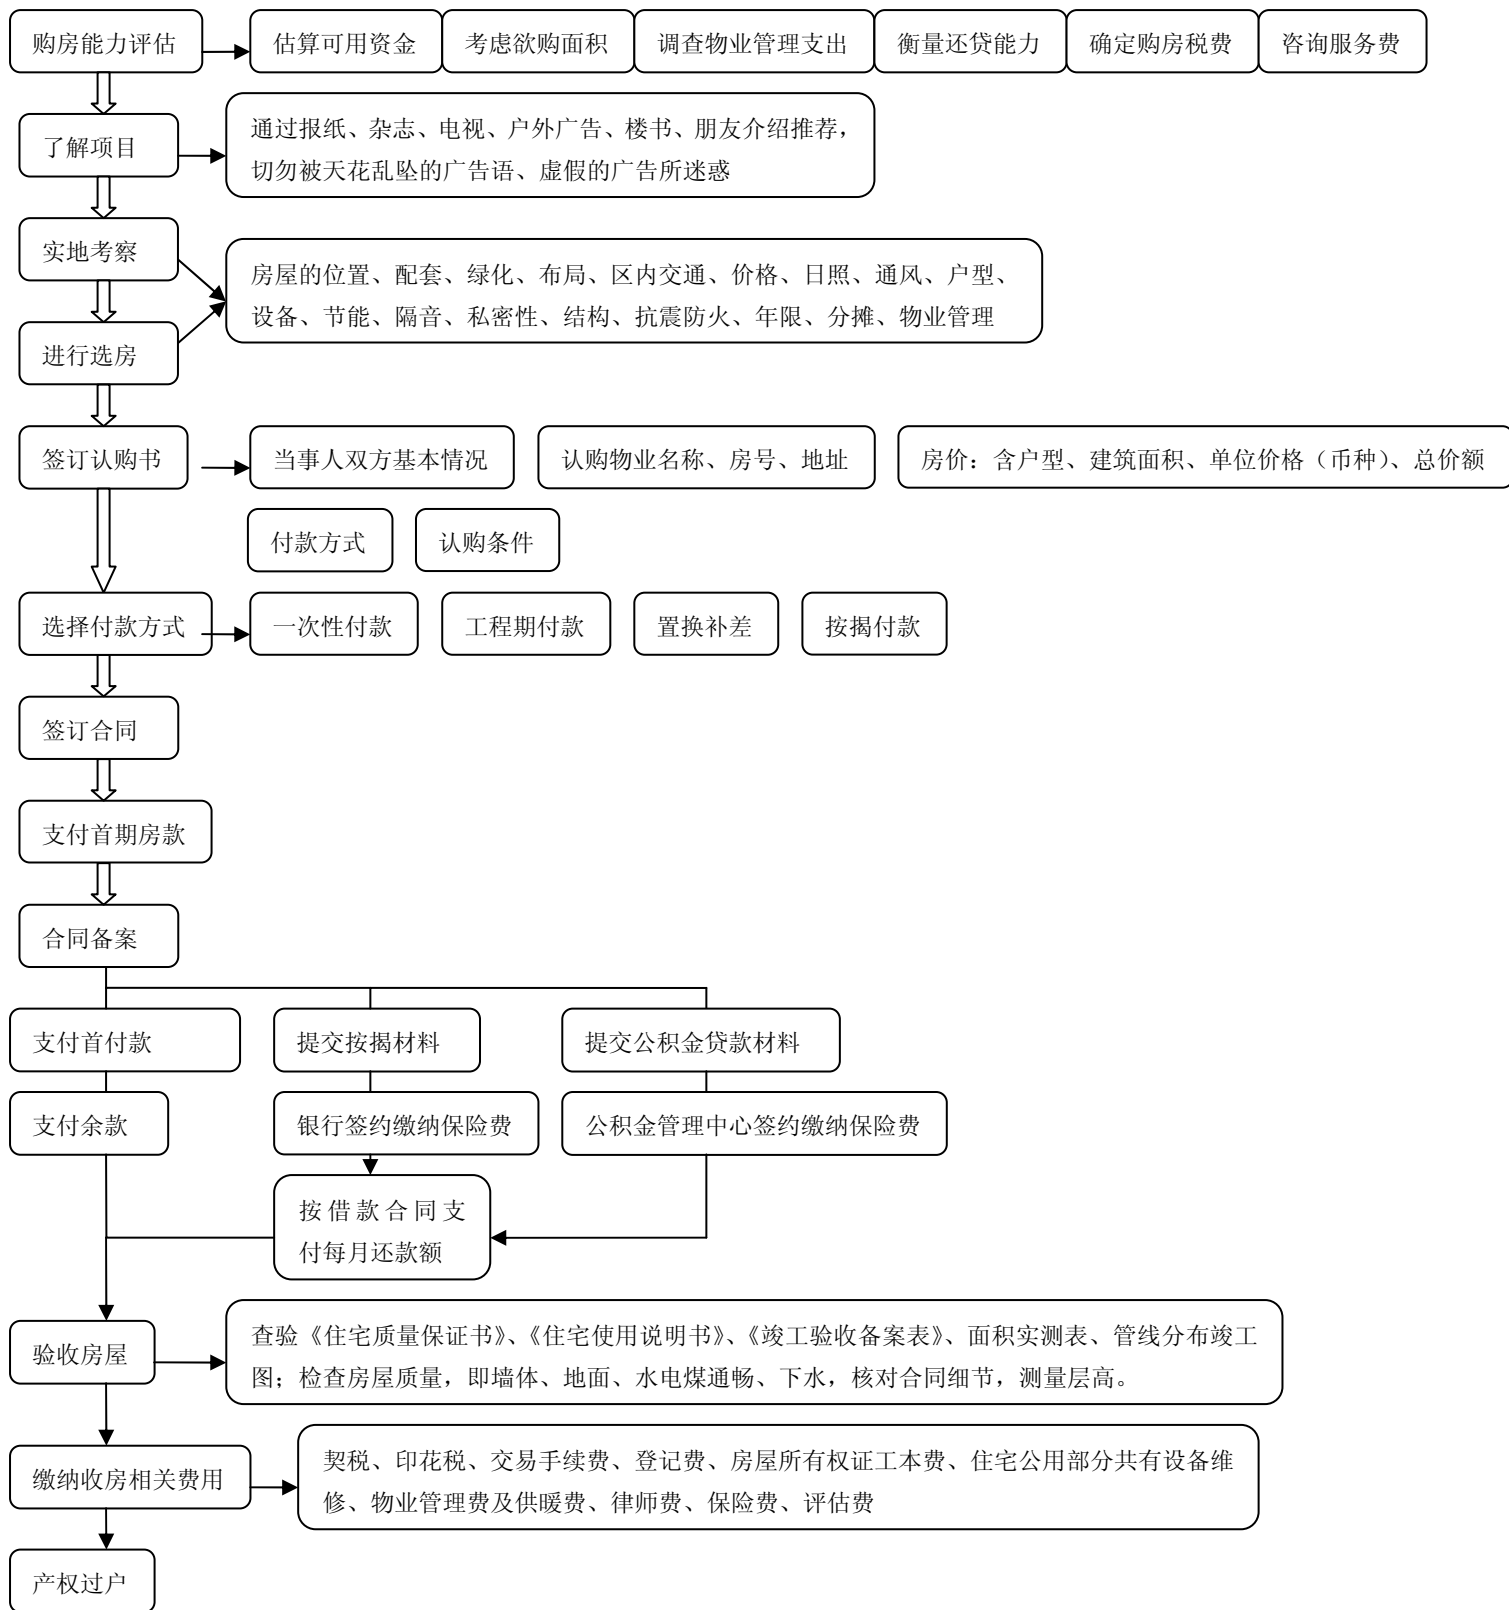 购房能力评估
估算可用资金
考虑欲购面积
调查物业管理支出
衡量还贷能力
确定购房税费
咨询服务费
了解项目
通过报纸、杂志、电视、户外广告、楼书、朋友介绍推荐，
切勿被天花乱坠的广告语、虚假的广告所迷惑
实地考察
房屋的位置、配套、绿化、布局、区内交通、价格、日照、通风、户型、
设备、节能、隔音、私密性、结构、抗震防火、年限、分摊、物业管理
进行选房
签订认购书
当事人双方基本情况
认购物业名称、房号、地址
房价：含户型、建筑面积、单位价格（币种）、总价额
付款方式
认购条件
选择付款方式
一次性付款
工程期付款
置换补差
按揭付款
签订合同
支付首期房款
合同备案
支付首付款
提交按揭材料
提交公积金贷款材料
支付余款
银行签约缴纳保险费
公积金管理中心签约缴纳保险费
按借款合同支
付每月还款额
验收房屋
查验《住宅质量保证书》、《住宅使用说明书》、《竣工验收备案表》、面积实测表、管线分布竣工
图；检查房屋质量，即墙体、地面、水电煤通畅、下水，核对合同细节，测量层高。
缴纳收房相关费用
契税、印花税、交易手续费、登记费、房屋所有权证工本费、住宅公用部分共有设备维
修、物业管理费及供暖费、律师费、保险费、评估费
产权过户